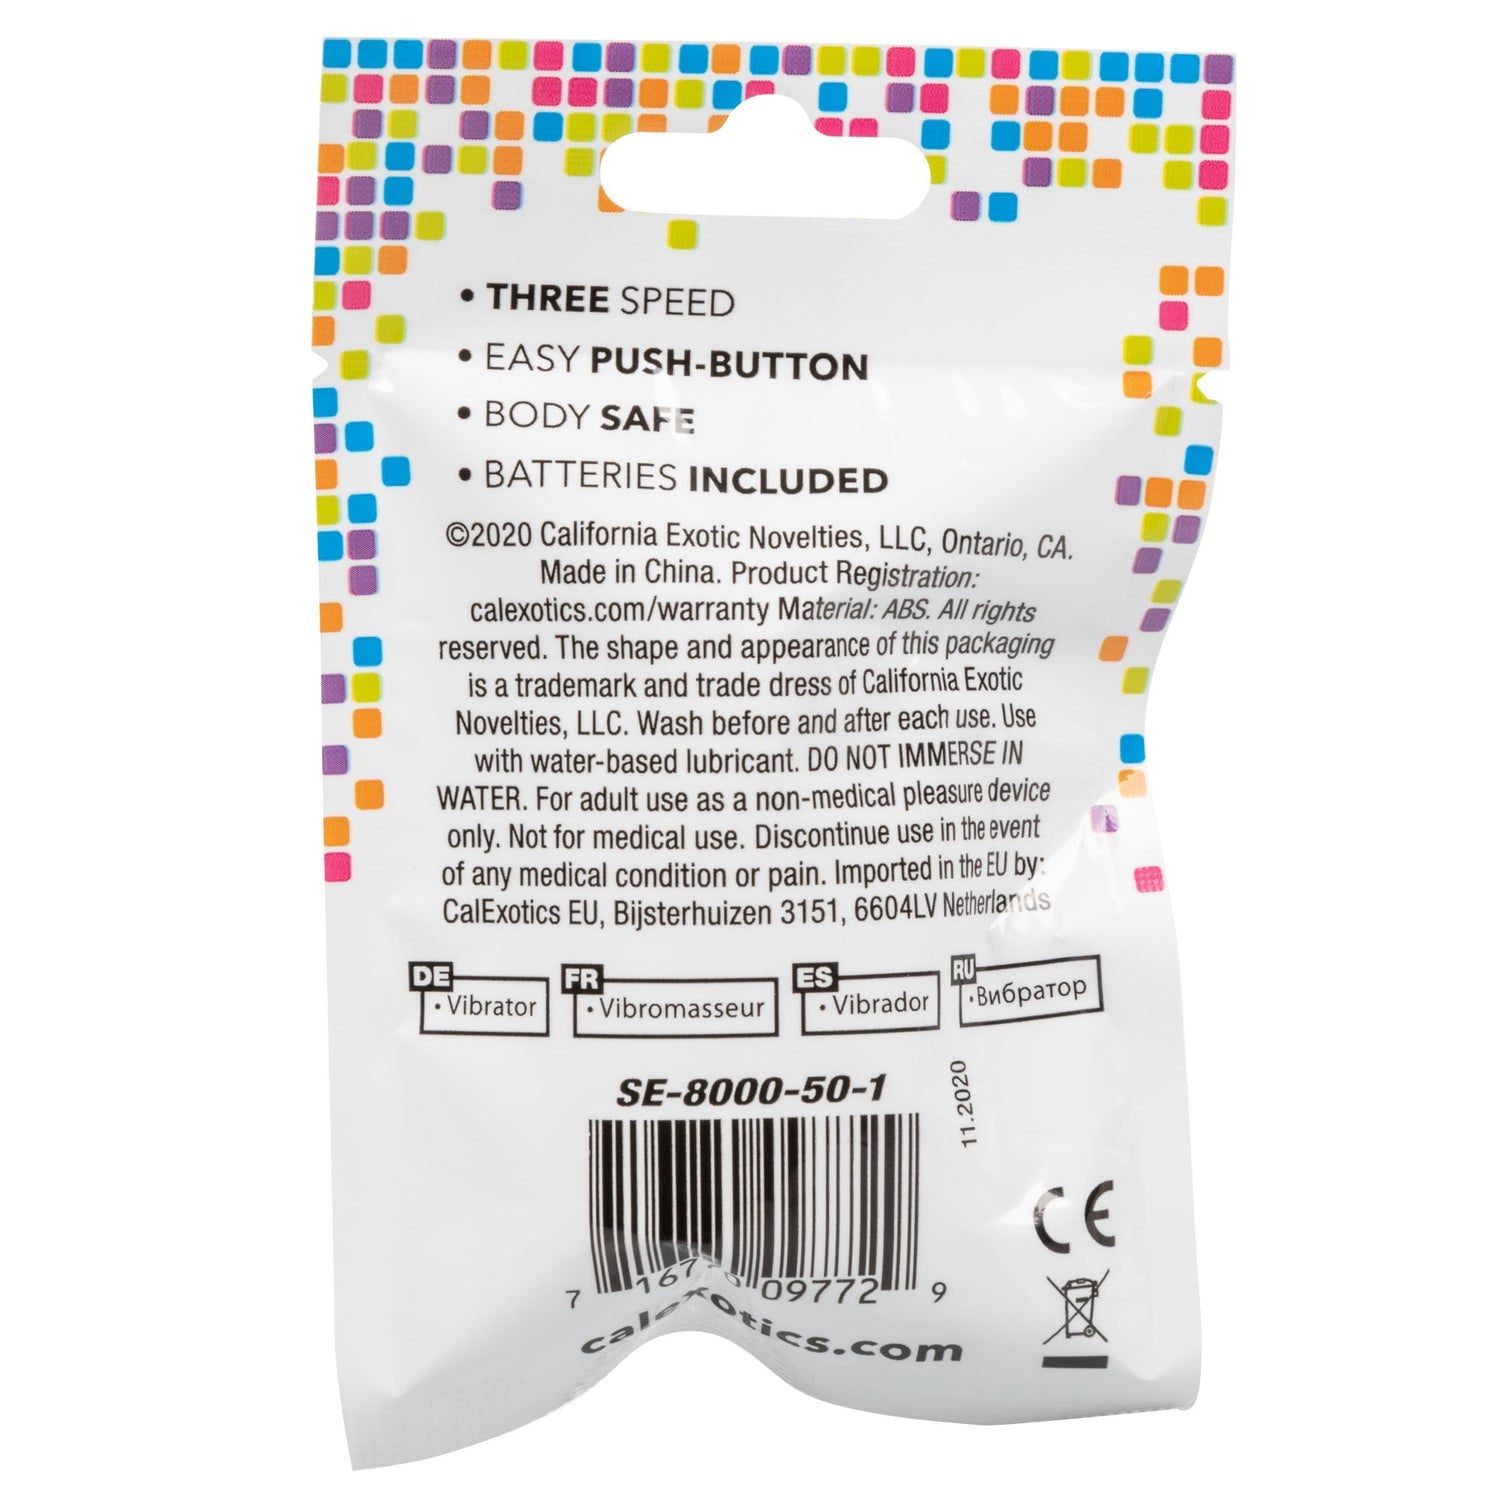 • THREE SPEED
• EASY PUSH-BUTTON
• BODY SAFE
• BATTERIES INCLUDED
©2020 California Exotic Novelties, LLC, Ontario, CA.
Made in China. Product Registration:
calexotics.com/warranty Material: ABS. All rights
reserved. The shape and appearance of this packaging
is a trademark and trade dress of California Exotic
Novelties, LLC. Wash before and after each use. Use
with water-based lubricant. DO NOT IMMERSE IN
WATER. For adult use as a non-medical pleasure device
only. Not for medical use. Discontinue use in the event
of any medical condition or pain. Imported in the EU by:
CalExotics EU, Bijsterhuizen 3151, 6604LV Netherlands
DE
• Vibrator
FR
• Vibromasseur
ES
• Vibrador
RU
• Вибратор
SE-8000-50-1
11.2020
CE
7 09772 9
calexotics.com